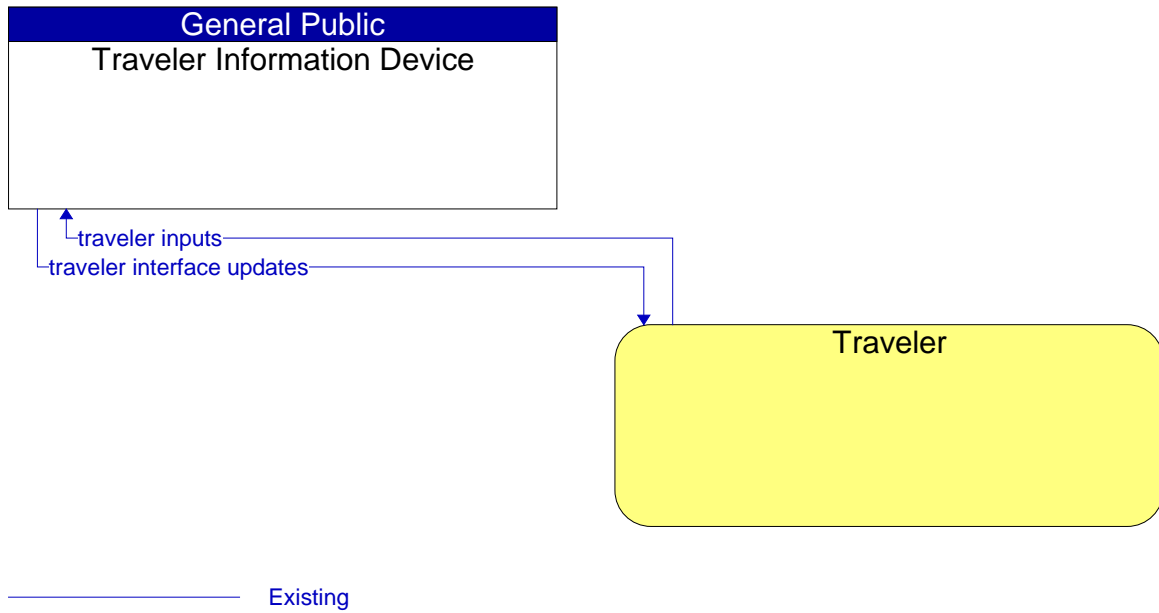 General Public
Traveler Information Device
traveler inputs
traveler interface updates
Traveler
Existing